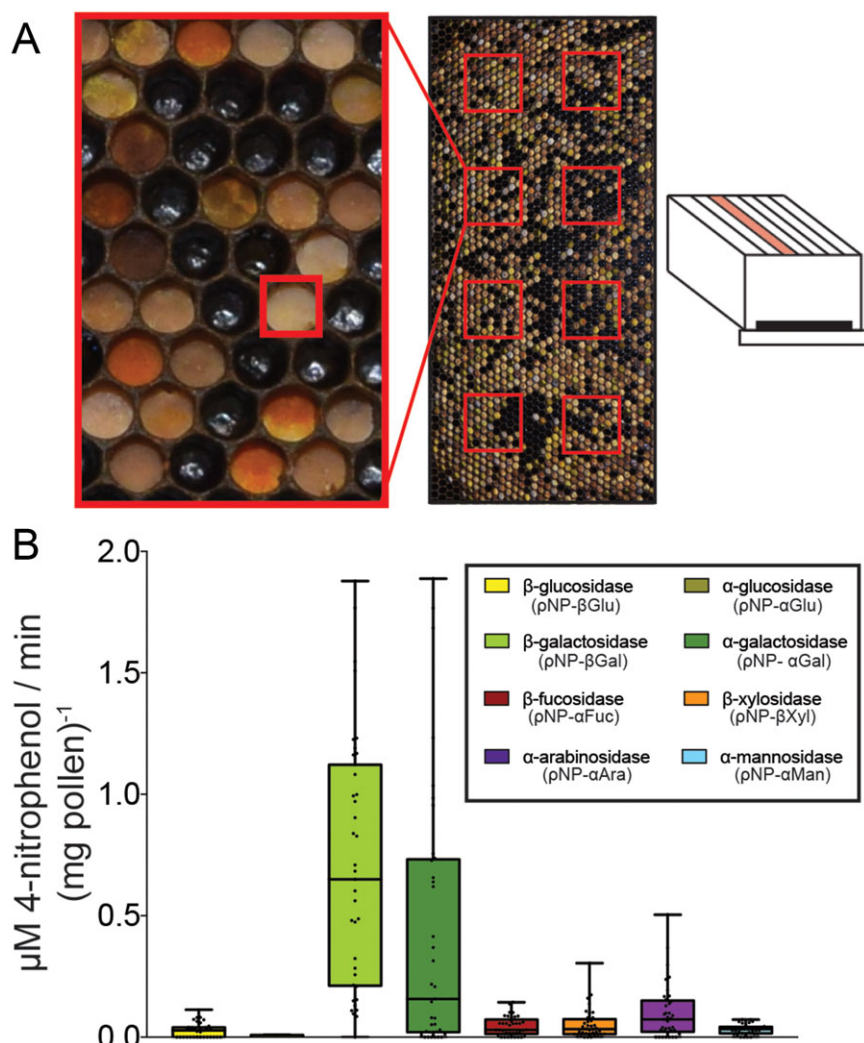 A
B
2.0
1.5
1.0
0.5
0.0
µM 4-nitrophenol / min
(mg pollen)⁻¹
β-glucosidase
(ρNP-βGlu)
α-glucosidase
(ρNP-αGlu)
β-galactosidase
(ρNP-βGal)
α-galactosidase
(ρNP- αGal)
β-fucosidase
(ρNP-αFuc)
β-xylosidase
(ρNP-βXyl)
α-arabinosidase
(ρNP-αAra)
α-mannosidase
(ρNP-αMan)